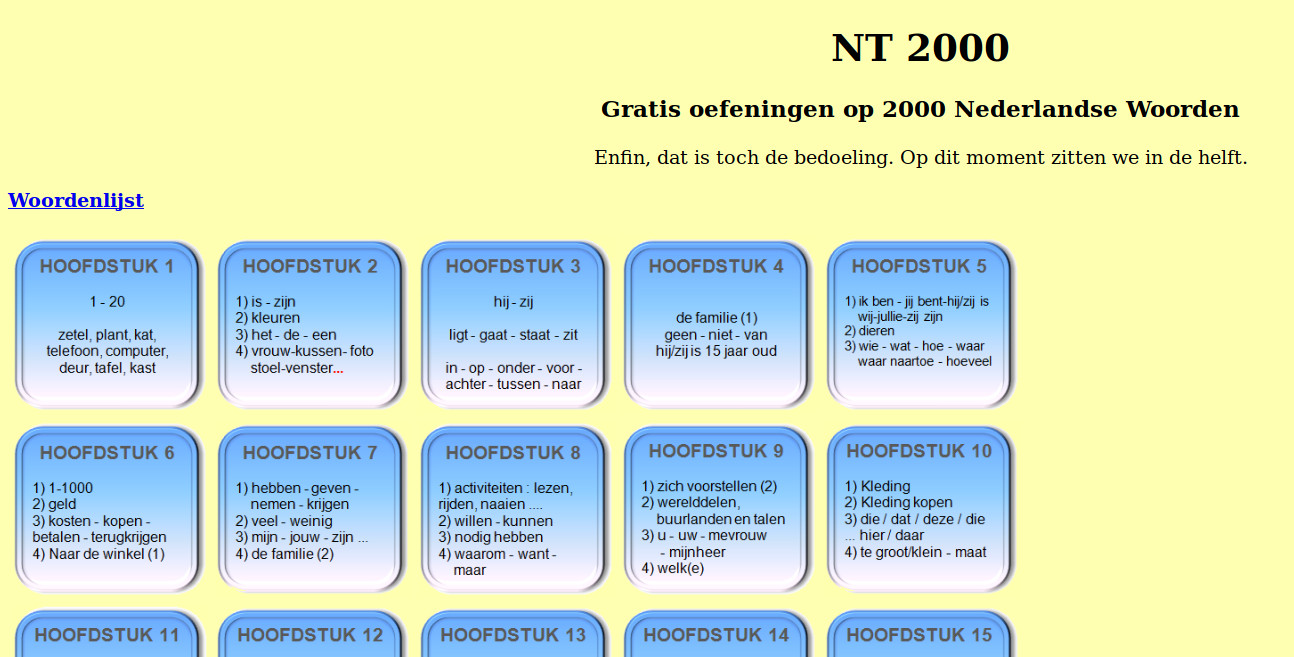 NT 2000
Gratis oefeningen op 2000 Nederlandse Woorden
Enfin, dat is toch de bedoeling. Op dit moment zitten we in de helft.
Woordenlijst
HOOFDSTUK 1
1 - 20
zetel, plant, kat,
telefoon, computer,
deur, tafel, kast
HOOFDSTUK 2
1) is - zijn
2) kleuren
3) het - de - een
4) vrouw-kussen- foto
stoel-venster...
HOOFDSTUK 3
hij - zij
ligt - gaat - staat - zit
in - op - onder - voor -
achter - tussen - naar
HOOFDSTUK 4
de familie (1)
geen - niet - van
hij/zij is 15 jaar oud
HOOFDSTUK 5
1) ik ben - jij bent-hij/zij is
wij-jullie-zij zijn
2) dieren
3) wie - wat - hoe - waar
waar naartoe - hoeveel
HOOFDSTUK 6
1) 1-1000
2) geld
3) kosten - kopen -
betalen - terugkrijgen
4) Naar de winkel (1)
HOOFDSTUK 7
1) hebben - geven -
nemen - krijgen
2) veel - weinig
3) mijn - jouw - zijn ...
4) de familie (2)
HOOFDSTUK 8
1) activiteiten : lezen,
rijden, naaien ....
2) willen - kunnen
3) nodig hebben
4) waarom - want -
maar
HOOFDSTUK 9
1) zich voorstellen (2)
2) werelddelen,
buurlanden en talen
3) u - uw - mevrouw
- mijnheer
4) welk(e)
HOOFDSTUK 10
1) Kleding
2) Kleding kopen
3) die / dat / deze / die
... hier / daar
4) te groot/klein - maat
HOOFDSTUK 11
HOOFDSTUK 12
HOOFDSTUK 13
HOOFDSTUK 14
HOOFDSTUK 15